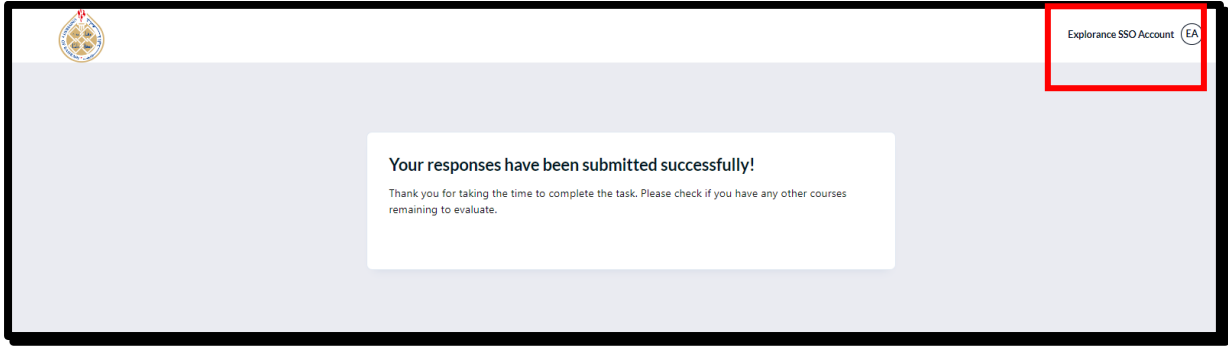 Explorance SSO Account EA
Your responses have been submitted successfully!
Thank you for taking the time to complete the task. Please check if you have any other courses
remaining to evaluate.